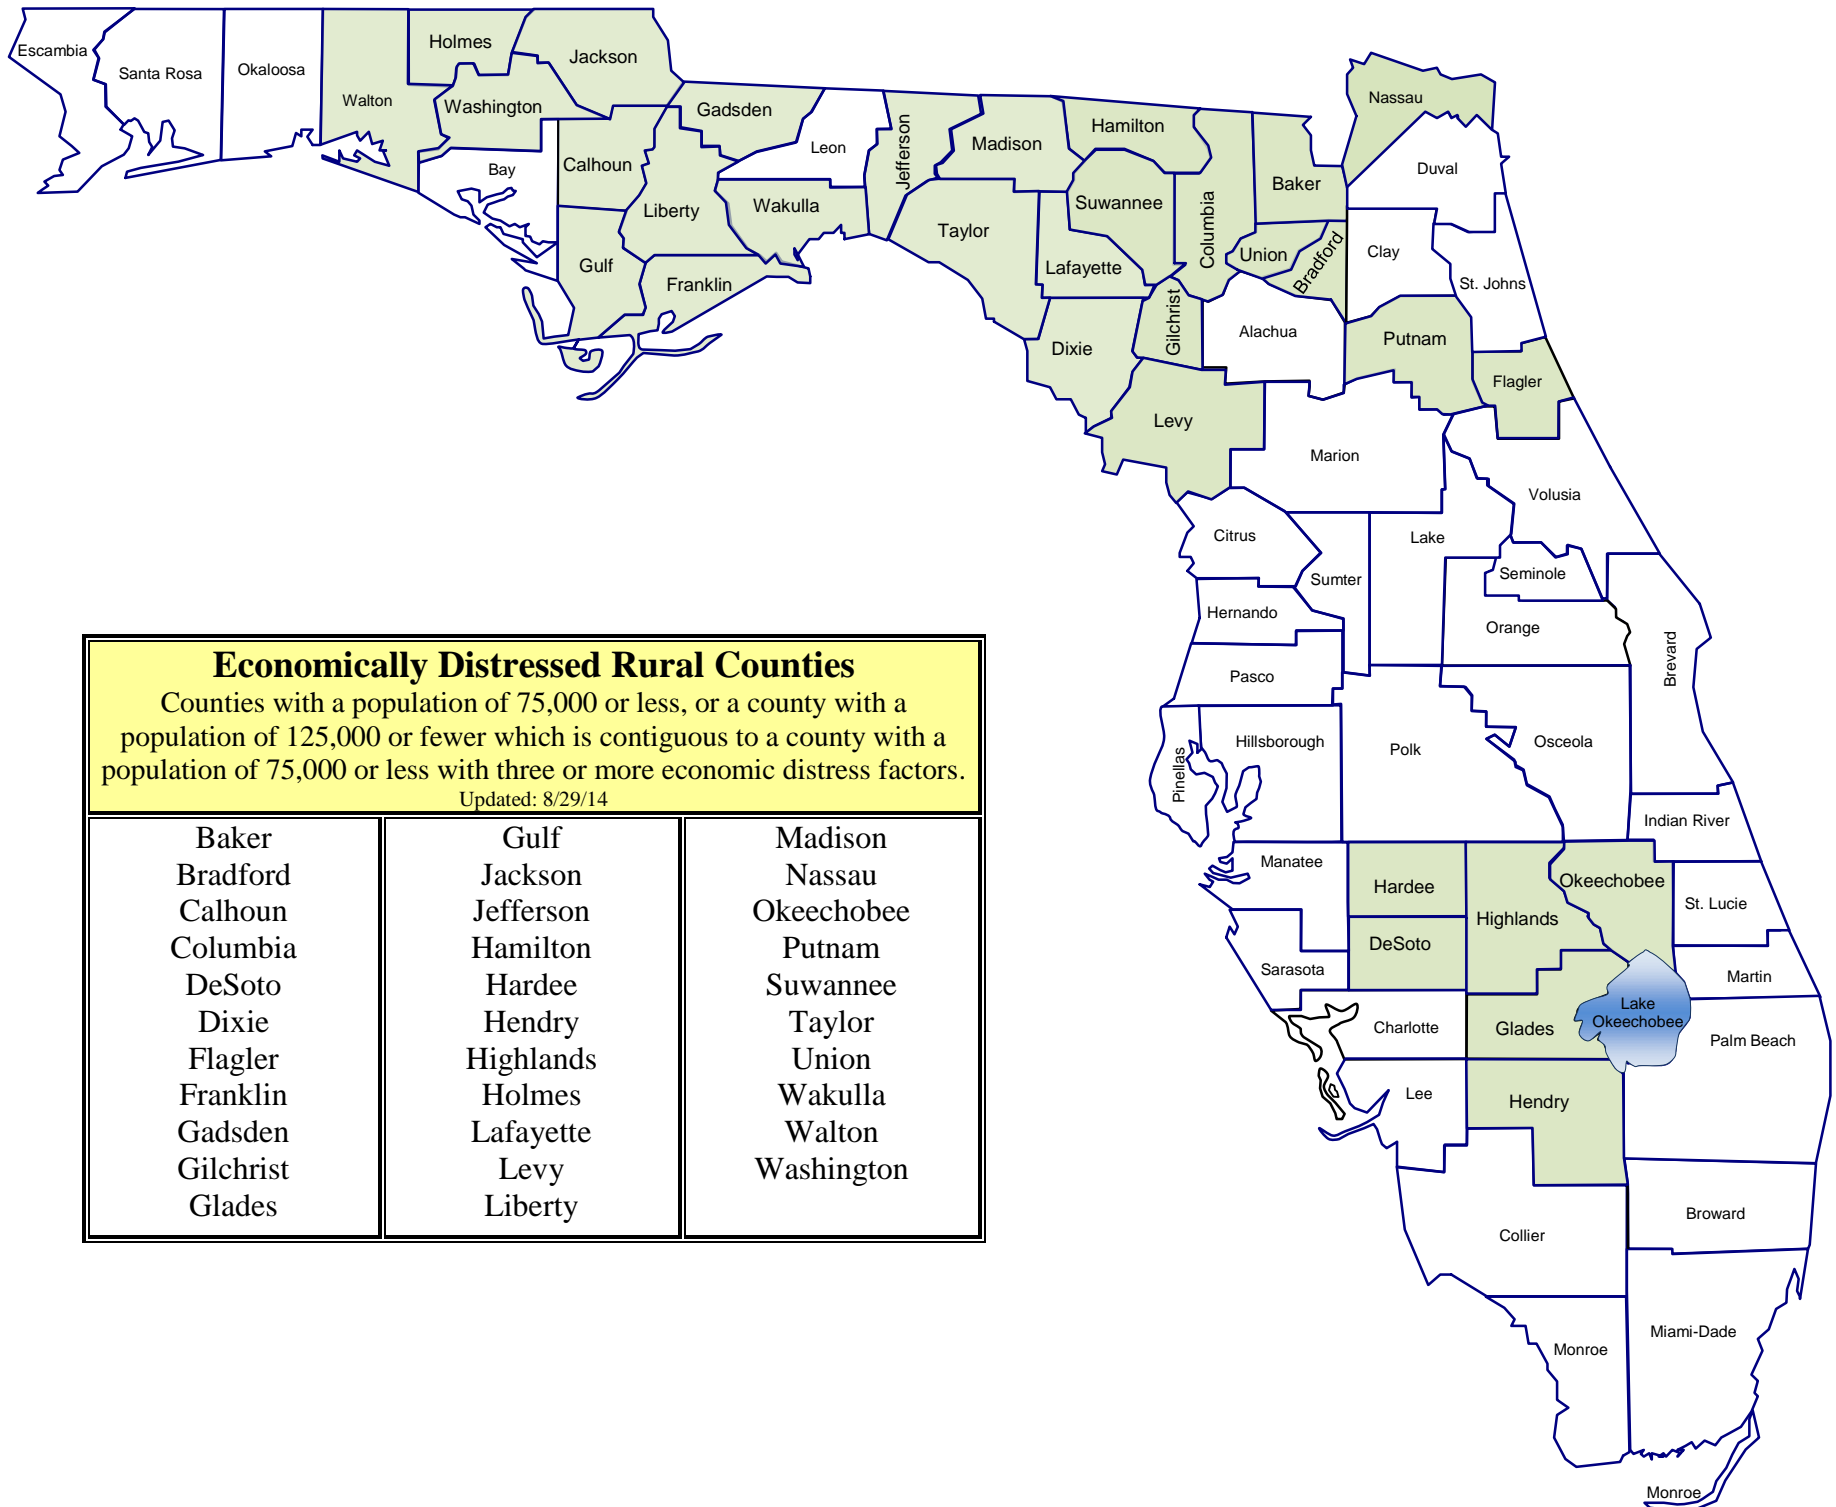 Escambia
Santa Rosa
Okaloosa
Walton
Holmes
Washington
Jackson
Bay
Calhoun
Gulf
Liberty
Gadsden
Franklin
Wakulla
Leon
Jefferson
Madison
Taylor
Hamilton
Suwannee
Lafayette
Dixie
Columbia
Gilchrist
Levy
Baker
Union
Bradford
Alachua
Nassau
Duval
Clay
St. Johns
Putnam
Flagler
Marion
Volusia
Citrus
Sumter
Lake
Seminole
Hernando
Orange
Brevard
Pasco
Pinellas
Hillsborough
Polk
Osceola
Indian River
Manatee
Hardee
Highlands
Okeechobee
St. Lucie
DeSoto
Sarasota
Martin
Charlotte
Glades
Lake
Okeechobee
Palm Beach
Lee
Hendry
Collier
Broward
Monroe
Miami-Dade
Monroe
Economically Distressed Rural Counties
Counties with a population of 75,000 or less, or a county with a
population of 125,000 or fewer which is contiguous to a county with a
population of 75,000 or less with three or more economic distress factors.
Updated: 8/29/14
Baker
Bradford
Calhoun
Columbia
DeSoto
Dixie
Flagler
Franklin
Gadsden
Gilchrist
Glades
Gulf
Jackson
Jefferson
Hamilton
Hardee
Hendry
Highlands
Holmes
Lafayette
Levy
Liberty
Madison
Nassau
Okeechobee
Putnam
Suwannee
Taylor
Union
Wakulla
Walton
Washington